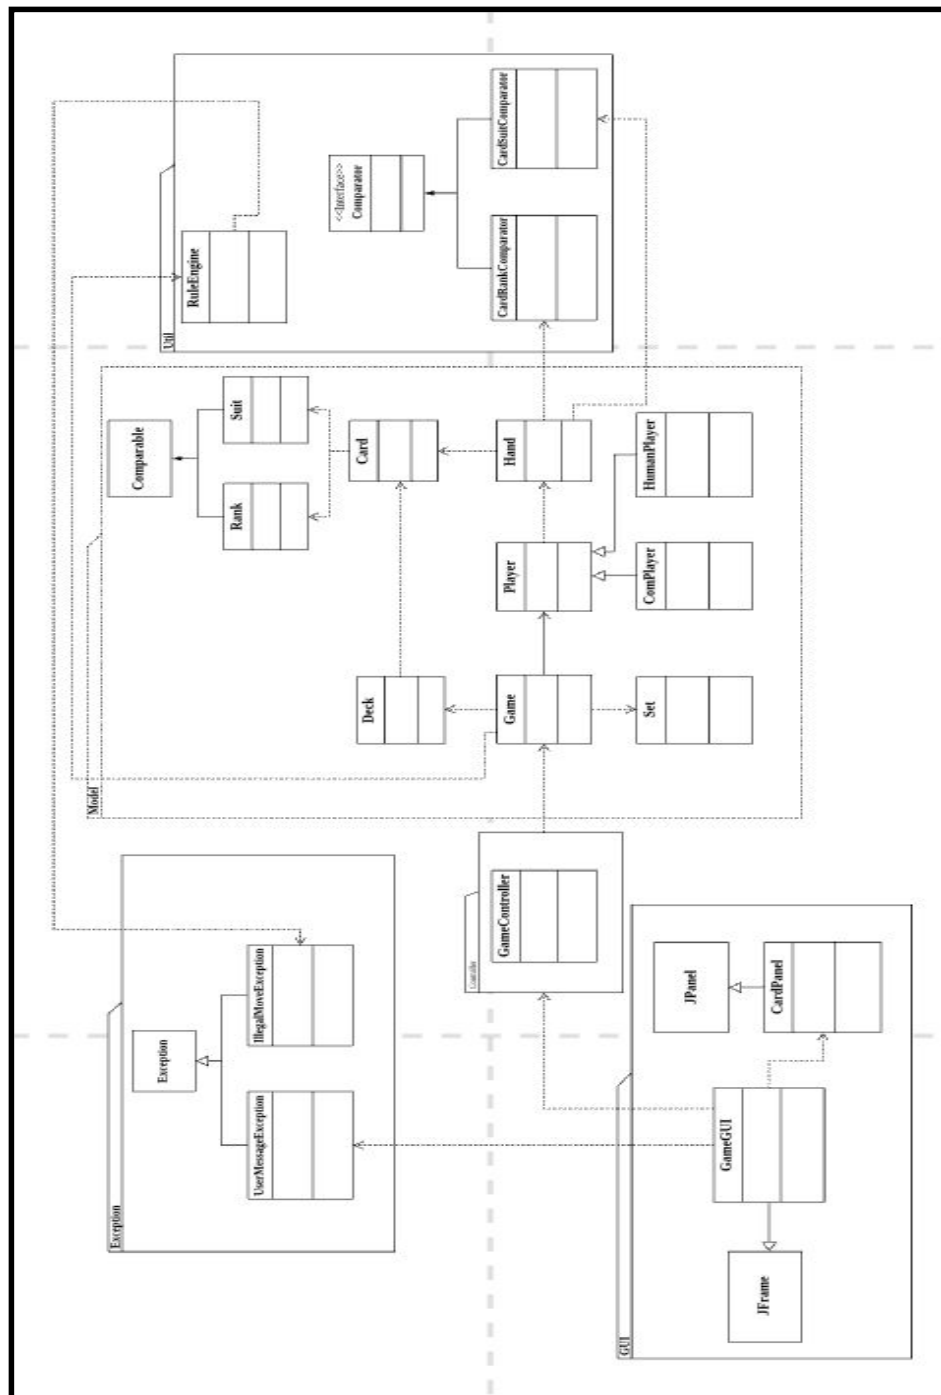 Exception
Exception
UserMessageException
IllegalMoveException
GUI
JFrame
GameGUI
JPanel
CardPanel
Controller
GameController
Model
Comparable
Rank
Suit
Deck
Card
Game
Player
Hand
Set
ComPlayer
HumanPlayer
Util
RuleEngine
<<Interface>>
Comparator
CardRankComparator
CardSuitComparator